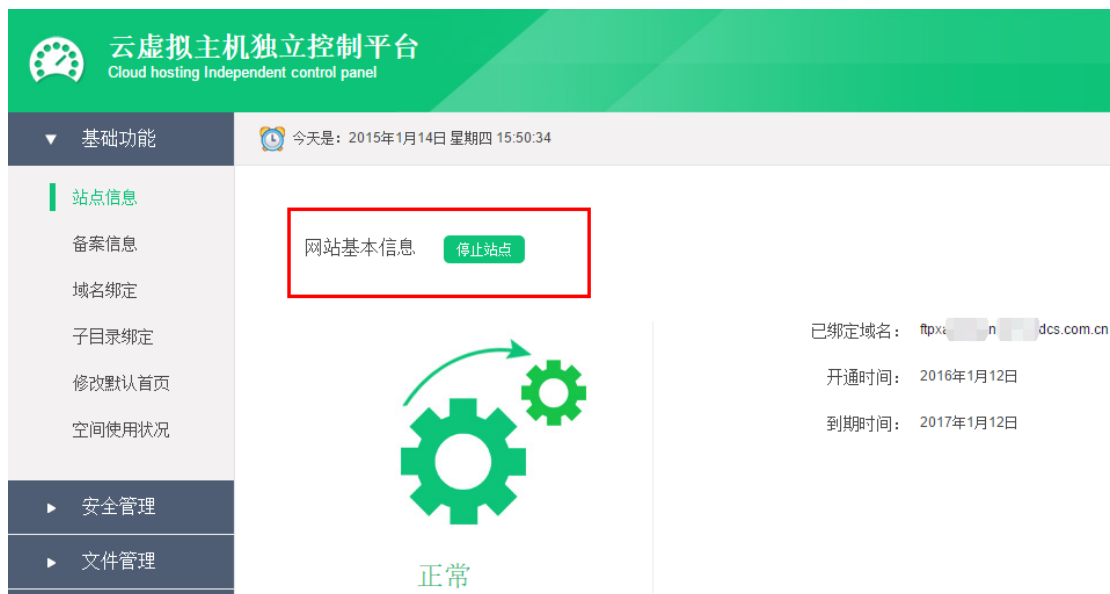 云虚拟主机独立控制平台
Cloud hosting Independent control panel
基础功能
今天是：2015年1月14日 星期四 15:50:34
站点信息
备案信息
域名绑定
子目录绑定
修改默认首页
空间使用状况
安全管理
文件管理
网站基本信息 停止站点
正常
已绑定域名： ftpx n dcs.com.cn
开通时间： 2016年1月12日
到期时间： 2017年1月12日